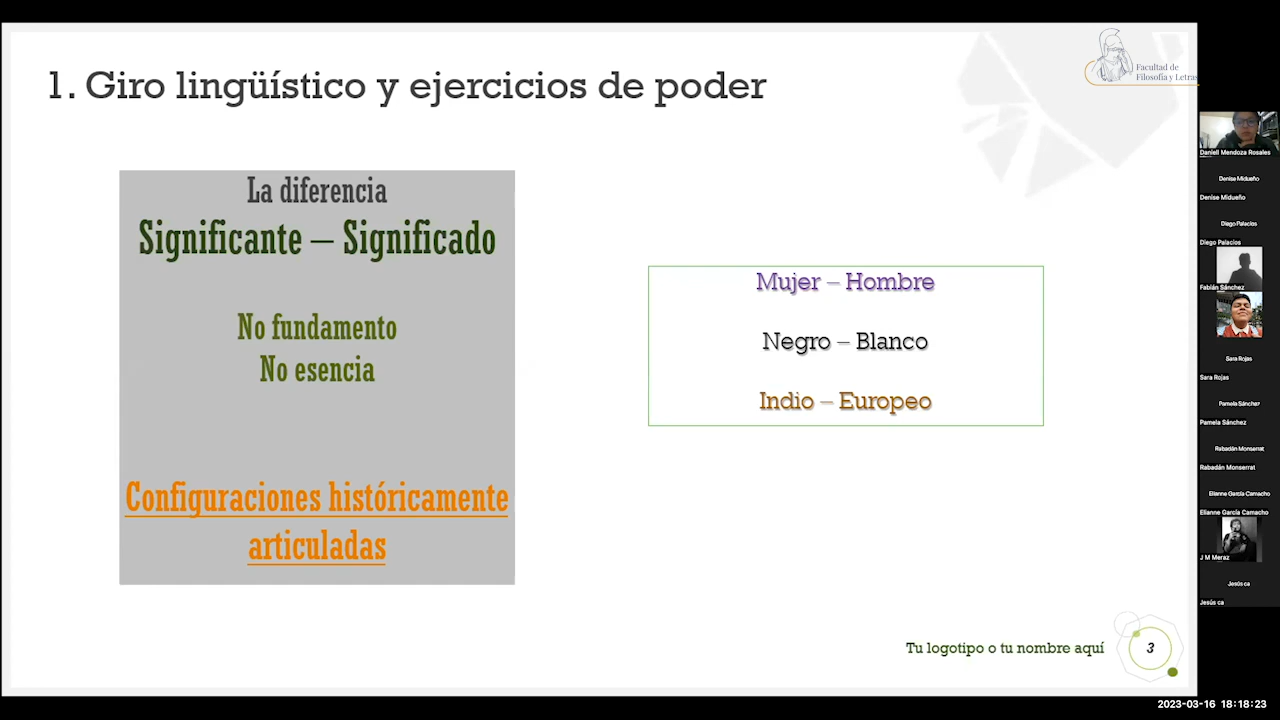 1. Giro lingüístico y ejercicios de poder
Facultad de
Filosofía y Letras
La diferencia
Significante – Significado
No fundamento
No esencia
Configuraciones históricamente
articuladas
Mujer – Hombre
Negro – Blanco
Indio – Europeo
Tu logotipo o tu nombre aquí
3
Daniell Mendoza Rosales
Denise Midueño
Denise Midueño
Diego Palacios
Diego Palacios
Fabián Sánchez
Sara Rojas
Sara Rojas
Pamela Sánchez
Pamela Sánchez
Rabadán Monserrat
Rabadán Monserrat
Elianne García Camacho
Elianne García Camacho
J M Meraz
Jesús ca
Jesús ca
2023-03-16 18:18:23